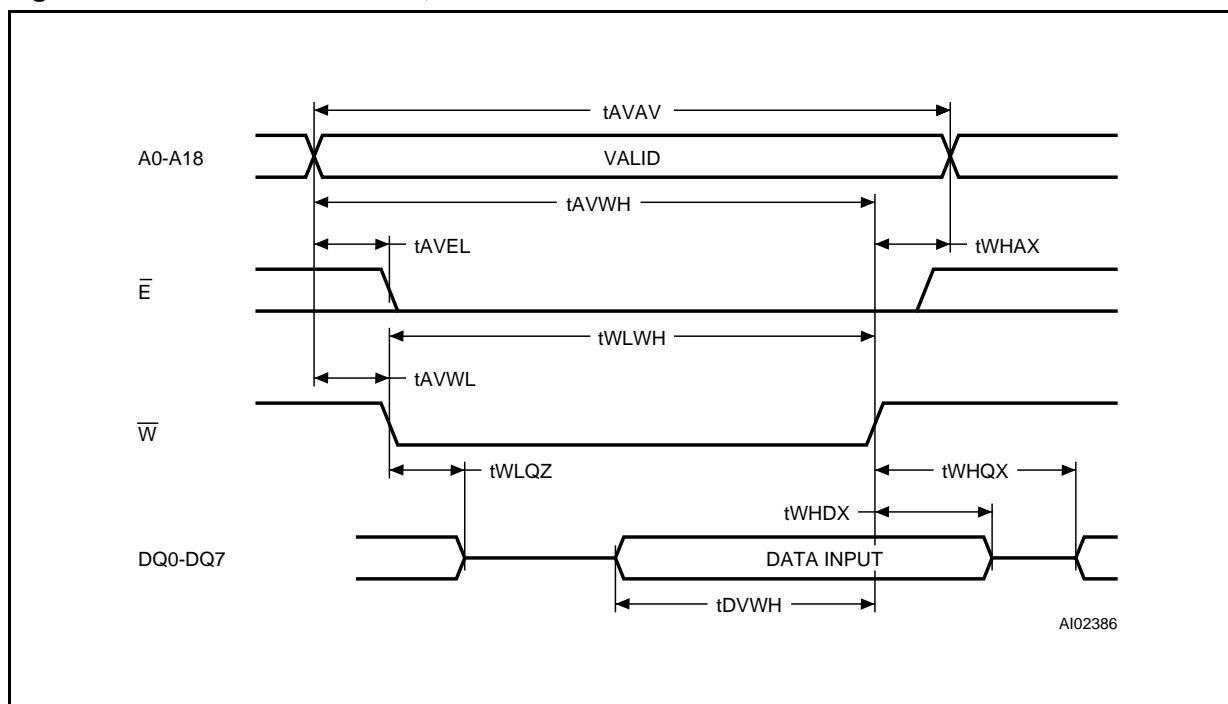 tAVAV
A0-A18
VALID
tAVWH
tAVEL
tWHAX
E̅
tWLWH
tAVWL
W̅
tWLQZ
tWHQX
tWHDX
DQ0-DQ7
DATA INPUT
tDVWH
AI02386